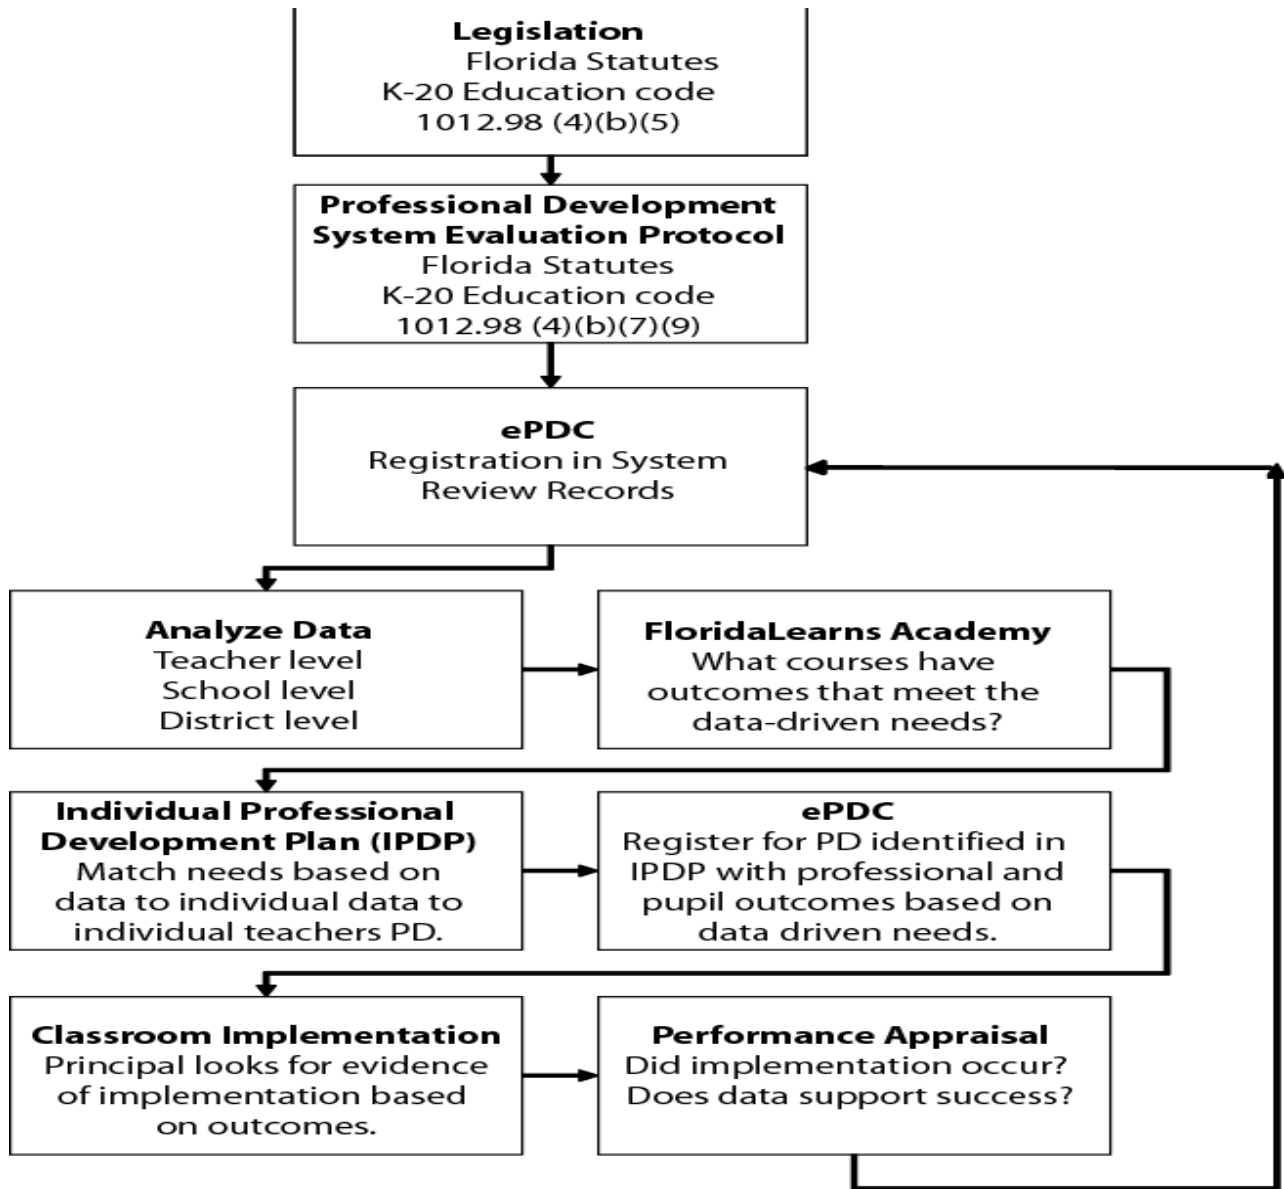 Legislation
Florida Statutes
K-20 Education code
1012.98 (4)(b)(5)
Professional Development
System Evaluation Protocol
Florida Statutes
K-20 Education code
1012.98 (4)(b)(7)(9)
ePDC
Registration in System
Review Records
Analyze Data
Teacher level
School level
District level
FloridaLearns Academy
What courses have
outcomes that meet the
data-driven needs?
Individual Professional
Development Plan (IPDP)
Match needs based on
data to individual data to
individual teachers PD.
ePDC
Register for PD identified in
IPDP with professional and
pupil outcomes based on
data driven needs.
Classroom Implementation
Principal looks for evidence
of implementation based
on outcomes.
Performance Appraisal
Did implementation occur?
Does data support success?